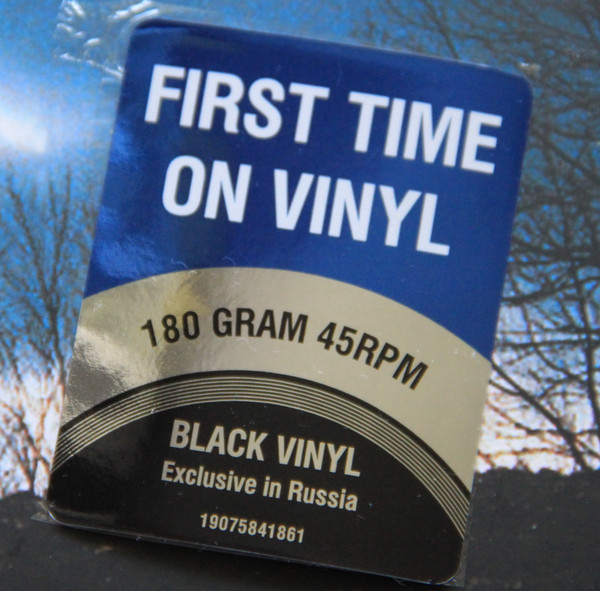 FIRST TIME
ON VINYL
180 GRAM 45RPM
BLACK VINYL
Exclusive in Russia
19075841861